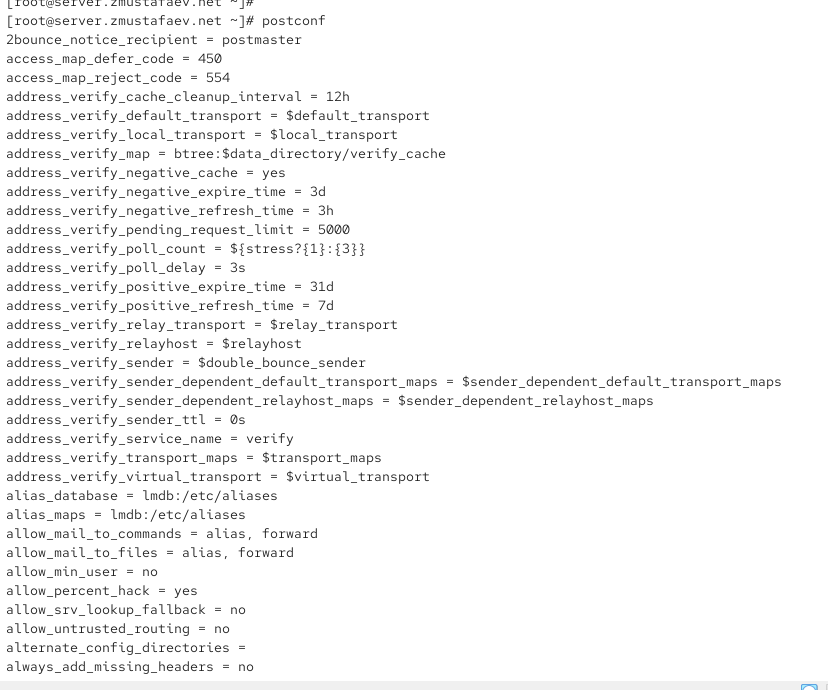 [root@server.zmustafaev.net ~]#
[root@server.zmustafaev.net ~]# postconf
2bounce_notice_recipient = postmaster
access_map_defer_code = 450
access_map_reject_code = 554
address_verify_cache_cleanup_interval = 12h
address_verify_default_transport = $default_transport
address_verify_local_transport = $local_transport
address_verify_map = btree:$data_directory/verify_cache
address_verify_negative_cache = yes
address_verify_negative_expire_time = 3d
address_verify_negative_refresh_time = 3h
address_verify_pending_request_limit = 5000
address_verify_poll_count = ${stress?{1}:{3}}
address_verify_poll_delay = 3s
address_verify_positive_expire_time = 31d
address_verify_positive_refresh_time = 7d
address_verify_relay_transport = $relay_transport
address_verify_relayhost = $relayhost
address_verify_sender = $double_bounce_sender
address_verify_sender_dependent_default_transport_maps = $sender_dependent_default_transport_maps
address_verify_sender_dependent_relayhost_maps = $sender_dependent_relayhost_maps
address_verify_sender_ttl = 0s
address_verify_service_name = verify
address_verify_transport_maps = $transport_maps
address_verify_virtual_transport = $virtual_transport
alias_database = lmdb:/etc/aliases
alias_maps = lmdb:/etc/aliases
allow_mail_to_commands = alias, forward
allow_mail_to_files = alias, forward
allow_min_user = no
allow_percent_hack = yes
allow_srv_lookup_fallback = no
allow_untrusted_routing = no
alternate_config_directories =
always_add_missing_headers = no